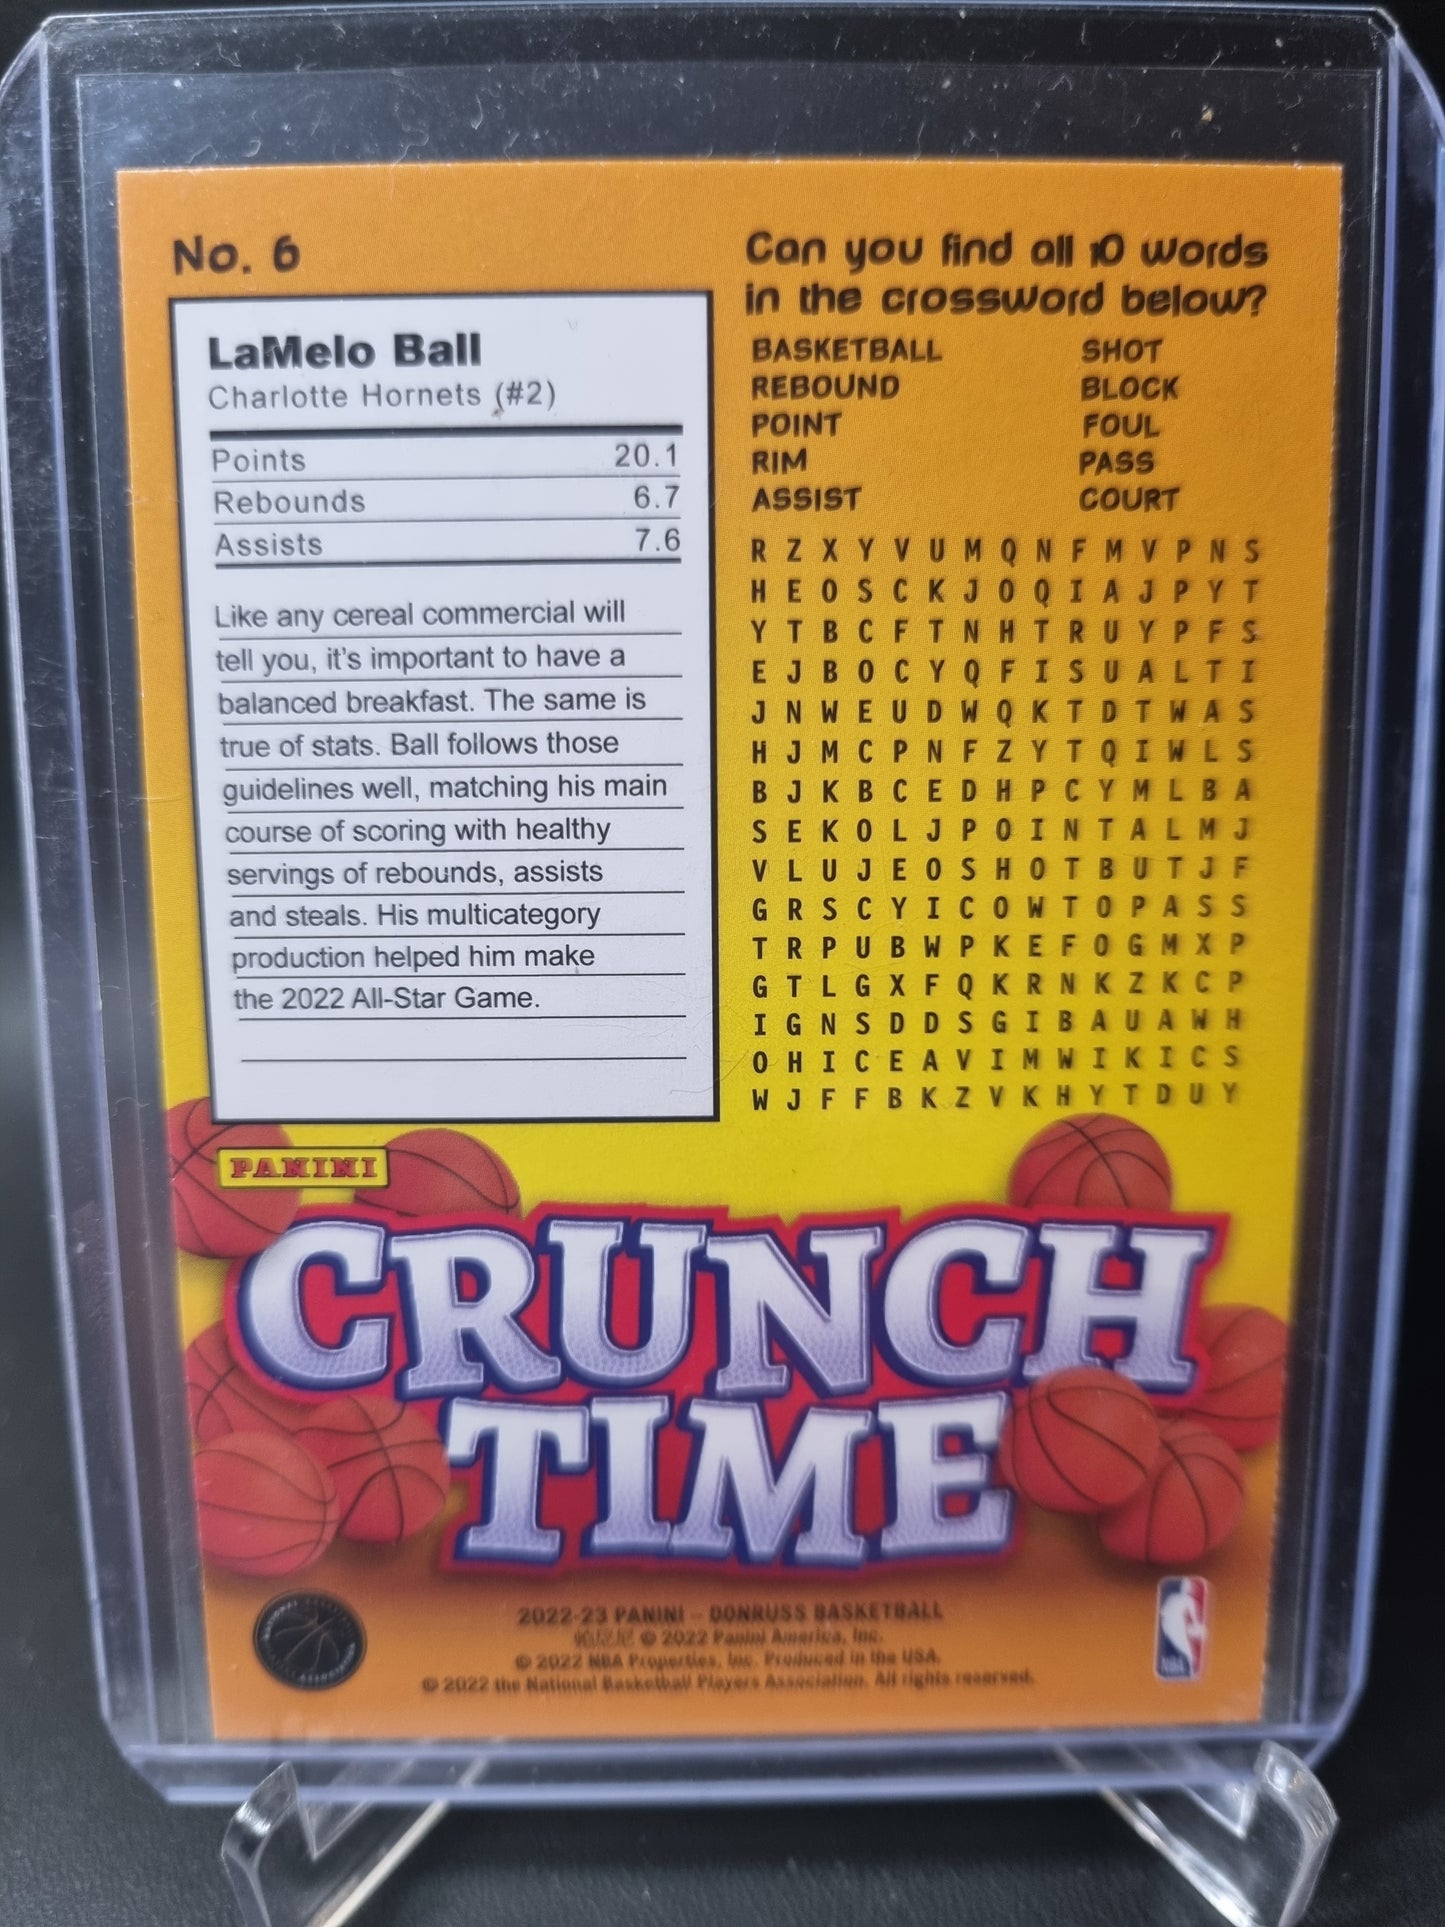 No. 6
LaMelo Ball
Charlotte Hornets (#2)
Points 20.1
Rebounds 6.7
Assists 7.6
Like any cereal commercial will
tell you, it's important to have a
balanced breakfast. The same is
true of stats. Ball follows those
guidelines well, matching his main
course of scoring with healthy
servings of rebounds, assists
and steals. His multicategory
production helped him make
the 2022 All-Star Game.
Can you find all 10 words
in the crossword below?
BASKETBALL SHOT
REBOUND BLOCK
POINT FOUL
RIM PASS
ASSIST COURT
R Z X Y V U M Q N F M V P N S
H E O S C K J O Q I A J P Y T
Y T B C F T N H T R U Y P F S
E J B O C Y Q F I S U A L T I
J N W E U D W Q K T D T W A S
H J M C P N F Z Y T Q I W L S
B J K B C E D H P C Y M L B A
S E K O L J P O I N T A L M J
V L U J E O S H O T B U T J F
G R S C Y I C O W T O P A S S
T R P U B W P K E F O G M X P
G T L G X F Q K R N K Z K C P
I G N S D D S G I B A U A W H
O H I C E A V I M W I K I C S
W J F F B K Z V K H Y T D U Y
PANINI
CRUNCH
TIME
2022-23 PANINI – DONRUSS BASKETBALL
© 2022 Panini America, Inc.
© 2022 NBA Properties, Inc. Produced in the USA.
© 2022 the National Basketball Players Association. All rights reserved.
NBA